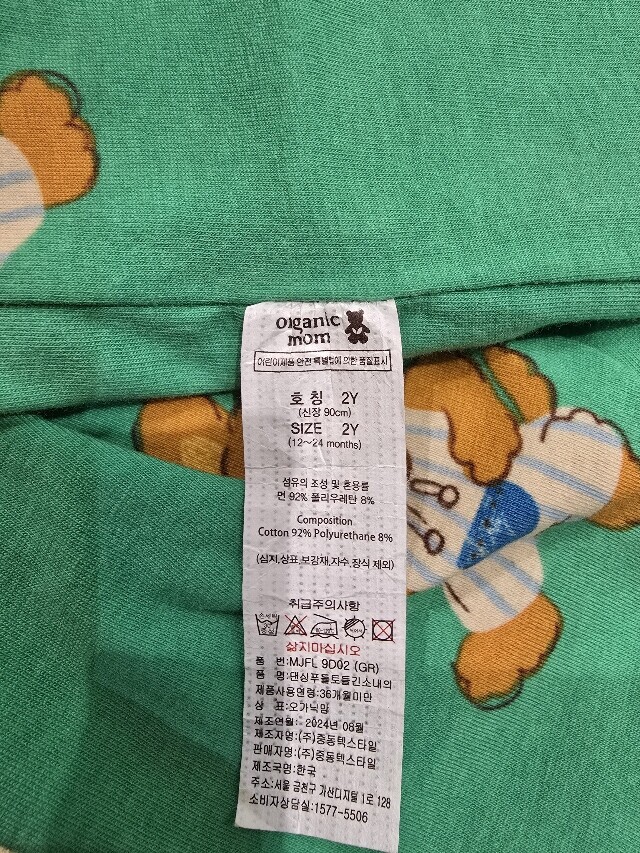 organic
mom
어린이제품 안전 특별법에 의한 품질표시
호 칭 2Y
(신장 90cm)
SIZE 2Y
(12~24 months)
섬유의 조성 및 혼용률
면 92% 폴리우레탄 8%
Composition
Cotton 92% Polyurethane 8%
(심지,상표,보강재,자수,장식 제외)
취급주의사항
삶지마십시오
품 번:MJFL 9D02 (GR)
품 명:댄싱푸들도들긴소내의
제품사용연령:36개월미만
상 표:오가닉맘
제조연월: 2024년 06월
제조자명:(주)중동텍스타일
판매자명:(주)중동텍스타일
제조국명:한국
주소:서울 금천구 가산디지털 1로 128
소비자상담실:1577-5506